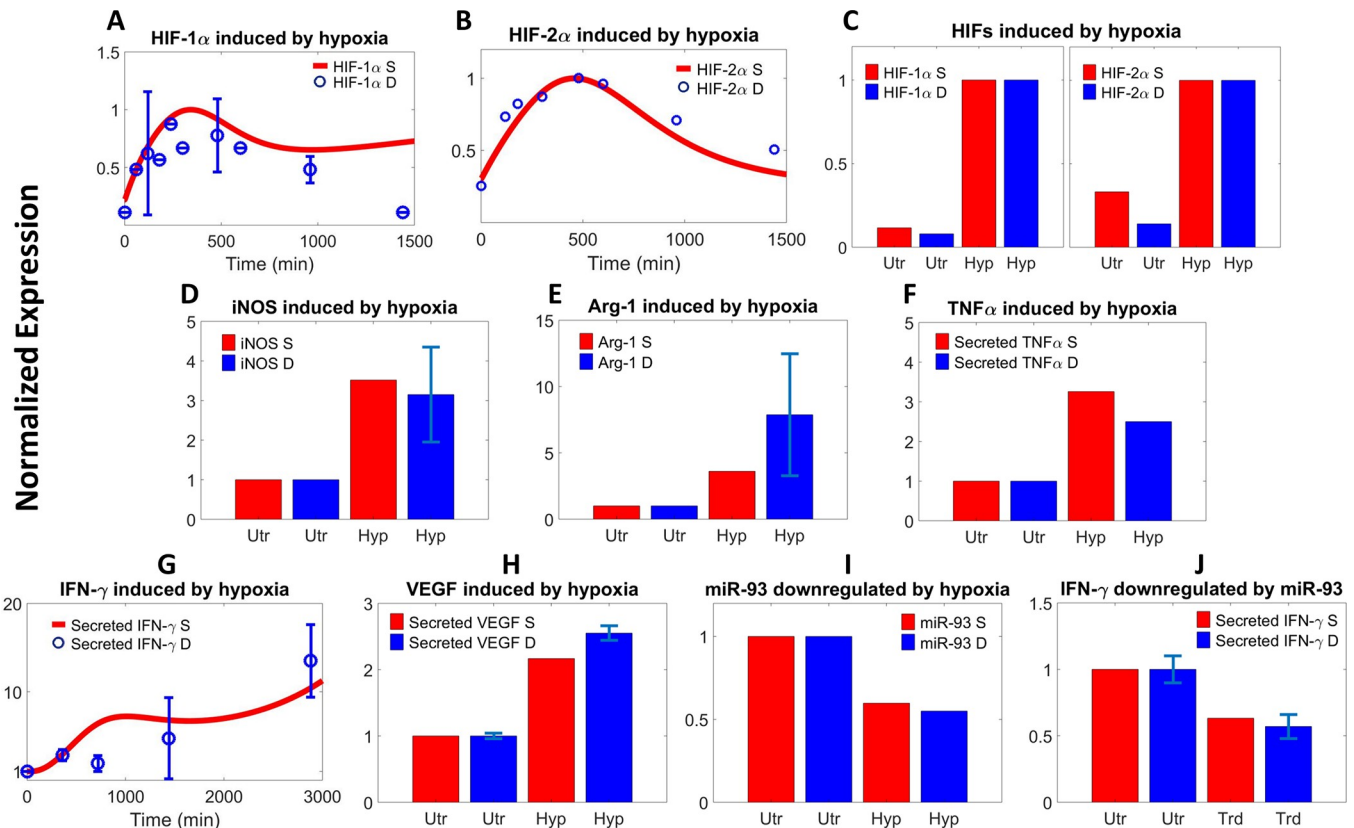 Normalized Expression
A
HIF-1α induced by hypoxia
HIF-1α S
HIF-1α D
1.5
1
0.5
0
500
1000
1500
Time (min)
B
HIF-2α induced by hypoxia
HIF-2α S
HIF-2α D
1
0.5
0
500
1000
1500
Time (min)
C
HIFs induced by hypoxia
HIF-1α S
HIF-1α D
1
0.5
0
Utr Utr Hyp Hyp
HIF-2α S
HIF-2α D
1
0.5
0
Utr Utr Hyp Hyp
D
iNOS induced by hypoxia
iNOS S
iNOS D
5
4
3
2
1
0
Utr Utr Hyp Hyp
E
Arg-1 induced by hypoxia
Arg-1 S
Arg-1 D
15
10
5
0
Utr Utr Hyp Hyp
F
TNFα induced by hypoxia
Secreted TNFα S
Secreted TNFα D
5
4
3
2
1
0
Utr Utr Hyp Hyp
G
IFN-γ induced by hypoxia
Secreted IFN-γ S
Secreted IFN-γ D
20
10
1
0
1000
2000
3000
Time (min)
H
VEGF induced by hypoxia
Secreted VEGF S
Secreted VEGF D
3
2
1
0
Utr Utr Hyp Hyp
I
miR-93 downregulated by hypoxia
miR-93 S
miR-93 D
1
0.5
0
Utr Utr Hyp Hyp
J
IFN-γ downregulated by miR-93
Secreted IFN-γ S
Secreted IFN-γ D
1.5
1
0.5
0
Utr Utr Trd Trd